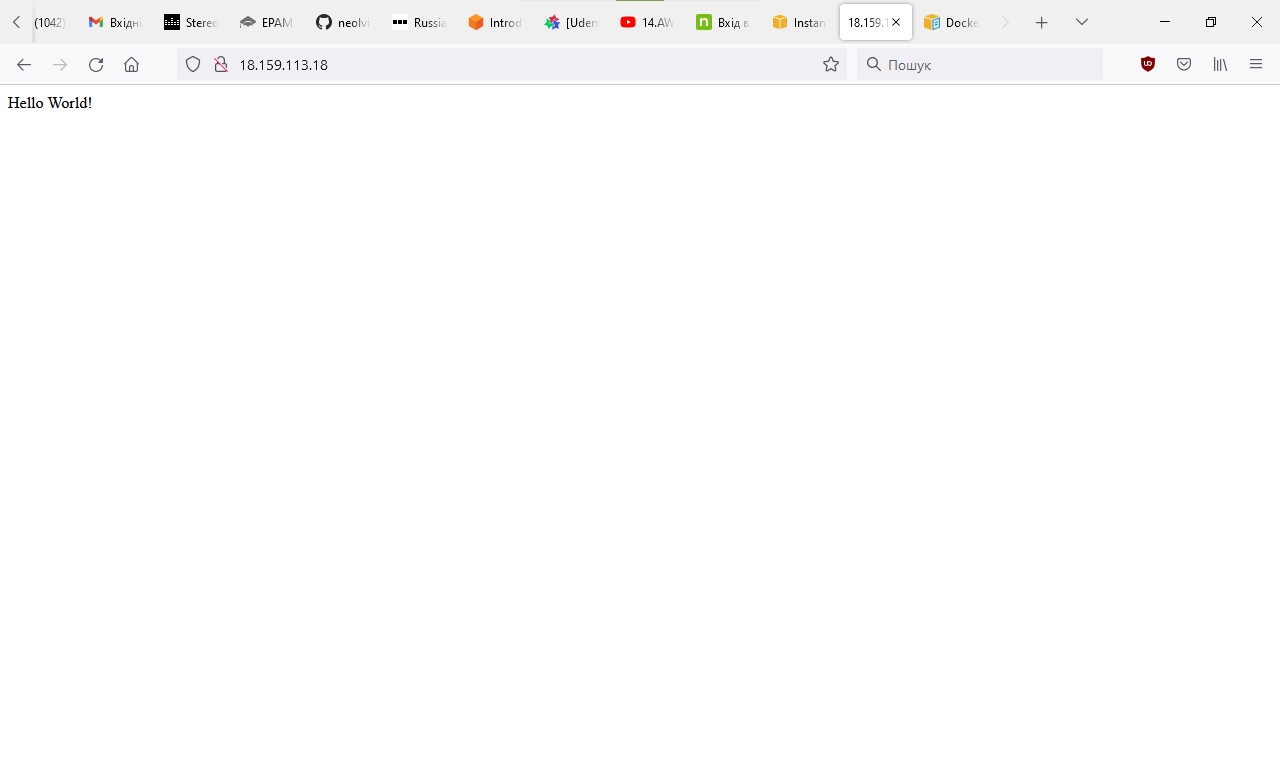 (1042) Вхідні Stereo EPAM neolvi Russia Introd [Uden 14.AW Вхід в Instan 18.159.1 Docke
18.159.113.18 Пошук
Hello World!